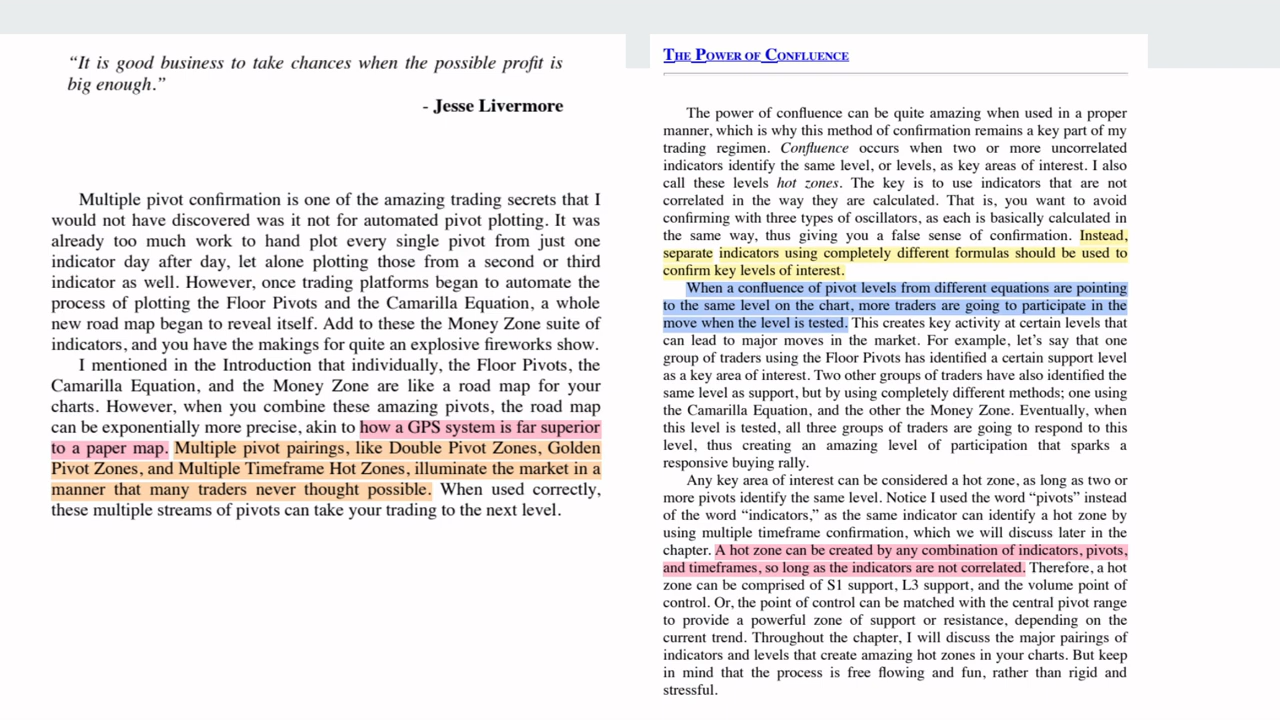 “It is good business to take chances when the possible profit is
big enough.”
- Jesse Livermore
Multiple pivot confirmation is one of the amazing trading secrets that I
would not have discovered was it not for automated pivot plotting. It was
already too much work to hand plot every single pivot from just one
indicator day after day, let alone plotting those from a second or third
indicator as well. However, once trading platforms began to automate the
process of plotting the Floor Pivots and the Camarilla Equation, a whole
new road map began to reveal itself. Add to these the Money Zone suite of
indicators, and you have the makings for quite an explosive fireworks show.
I mentioned in the Introduction that individually, the Floor Pivots, the
Camarilla Equation, and the Money Zone are like a road map for your
charts. However, when you combine these amazing pivots, the road map
can be exponentially more precise, akin to how a GPS system is far superior
to a paper map. Multiple pivot pairings, like Double Pivot Zones, Golden
Pivot Zones, and Multiple Timeframe Hot Zones, illuminate the market in a
manner that many traders never thought possible. When used correctly,
these multiple streams of pivots can take your trading to the next level.
THE POWER OF CONFLUENCE
The power of confluence can be quite amazing when used in a proper
manner, which is why this method of confirmation remains a key part of my
trading regimen. Confluence occurs when two or more uncorrelated
indicators identify the same level, or levels, as key areas of interest. I also
call these levels hot zones. The key is to use indicators that are not
correlated in the way they are calculated. That is, you want to avoid
confirming with three types of oscillators, as each is basically calculated in
the same way, thus giving you a false sense of confirmation. Instead,
separate indicators using completely different formulas should be used to
confirm key levels of interest.
When a confluence of pivot levels from different equations are pointing
to the same level on the chart, more traders are going to participate in the
move when the level is tested. This creates key activity at certain levels that
can lead to major moves in the market. For example, let’s say that one
group of traders using the Floor Pivots has identified a certain support level
as a key area of interest. Two other groups of traders have also identified the
same level as support, but by using completely different methods; one using
the Camarilla Equation, and the other the Money Zone. Eventually, when
this level is tested, all three groups of traders are going to respond to this
level, thus creating an amazing level of participation that sparks a
responsive buying rally.
Any key area of interest can be considered a hot zone, as long as two or
more pivots identify the same level. Notice I used the word “pivots” instead
of the word “indicators,” as the same indicator can identify a hot zone by
using multiple timeframe confirmation, which we will discuss later in the
chapter. A hot zone can be created by any combination of indicators, pivots,
and timeframes, so long as the indicators are not correlated. Therefore, a hot
zone can be comprised of S1 support, L3 support, and the volume point of
control. Or, the point of control can be matched with the central pivot range
to provide a powerful zone of support or resistance, depending on the
current trend. Throughout the chapter, I will discuss the major pairings of
indicators and levels that create amazing hot zones in your charts. But keep
in mind that the process is free flowing and fun, rather than rigid and
stressful.